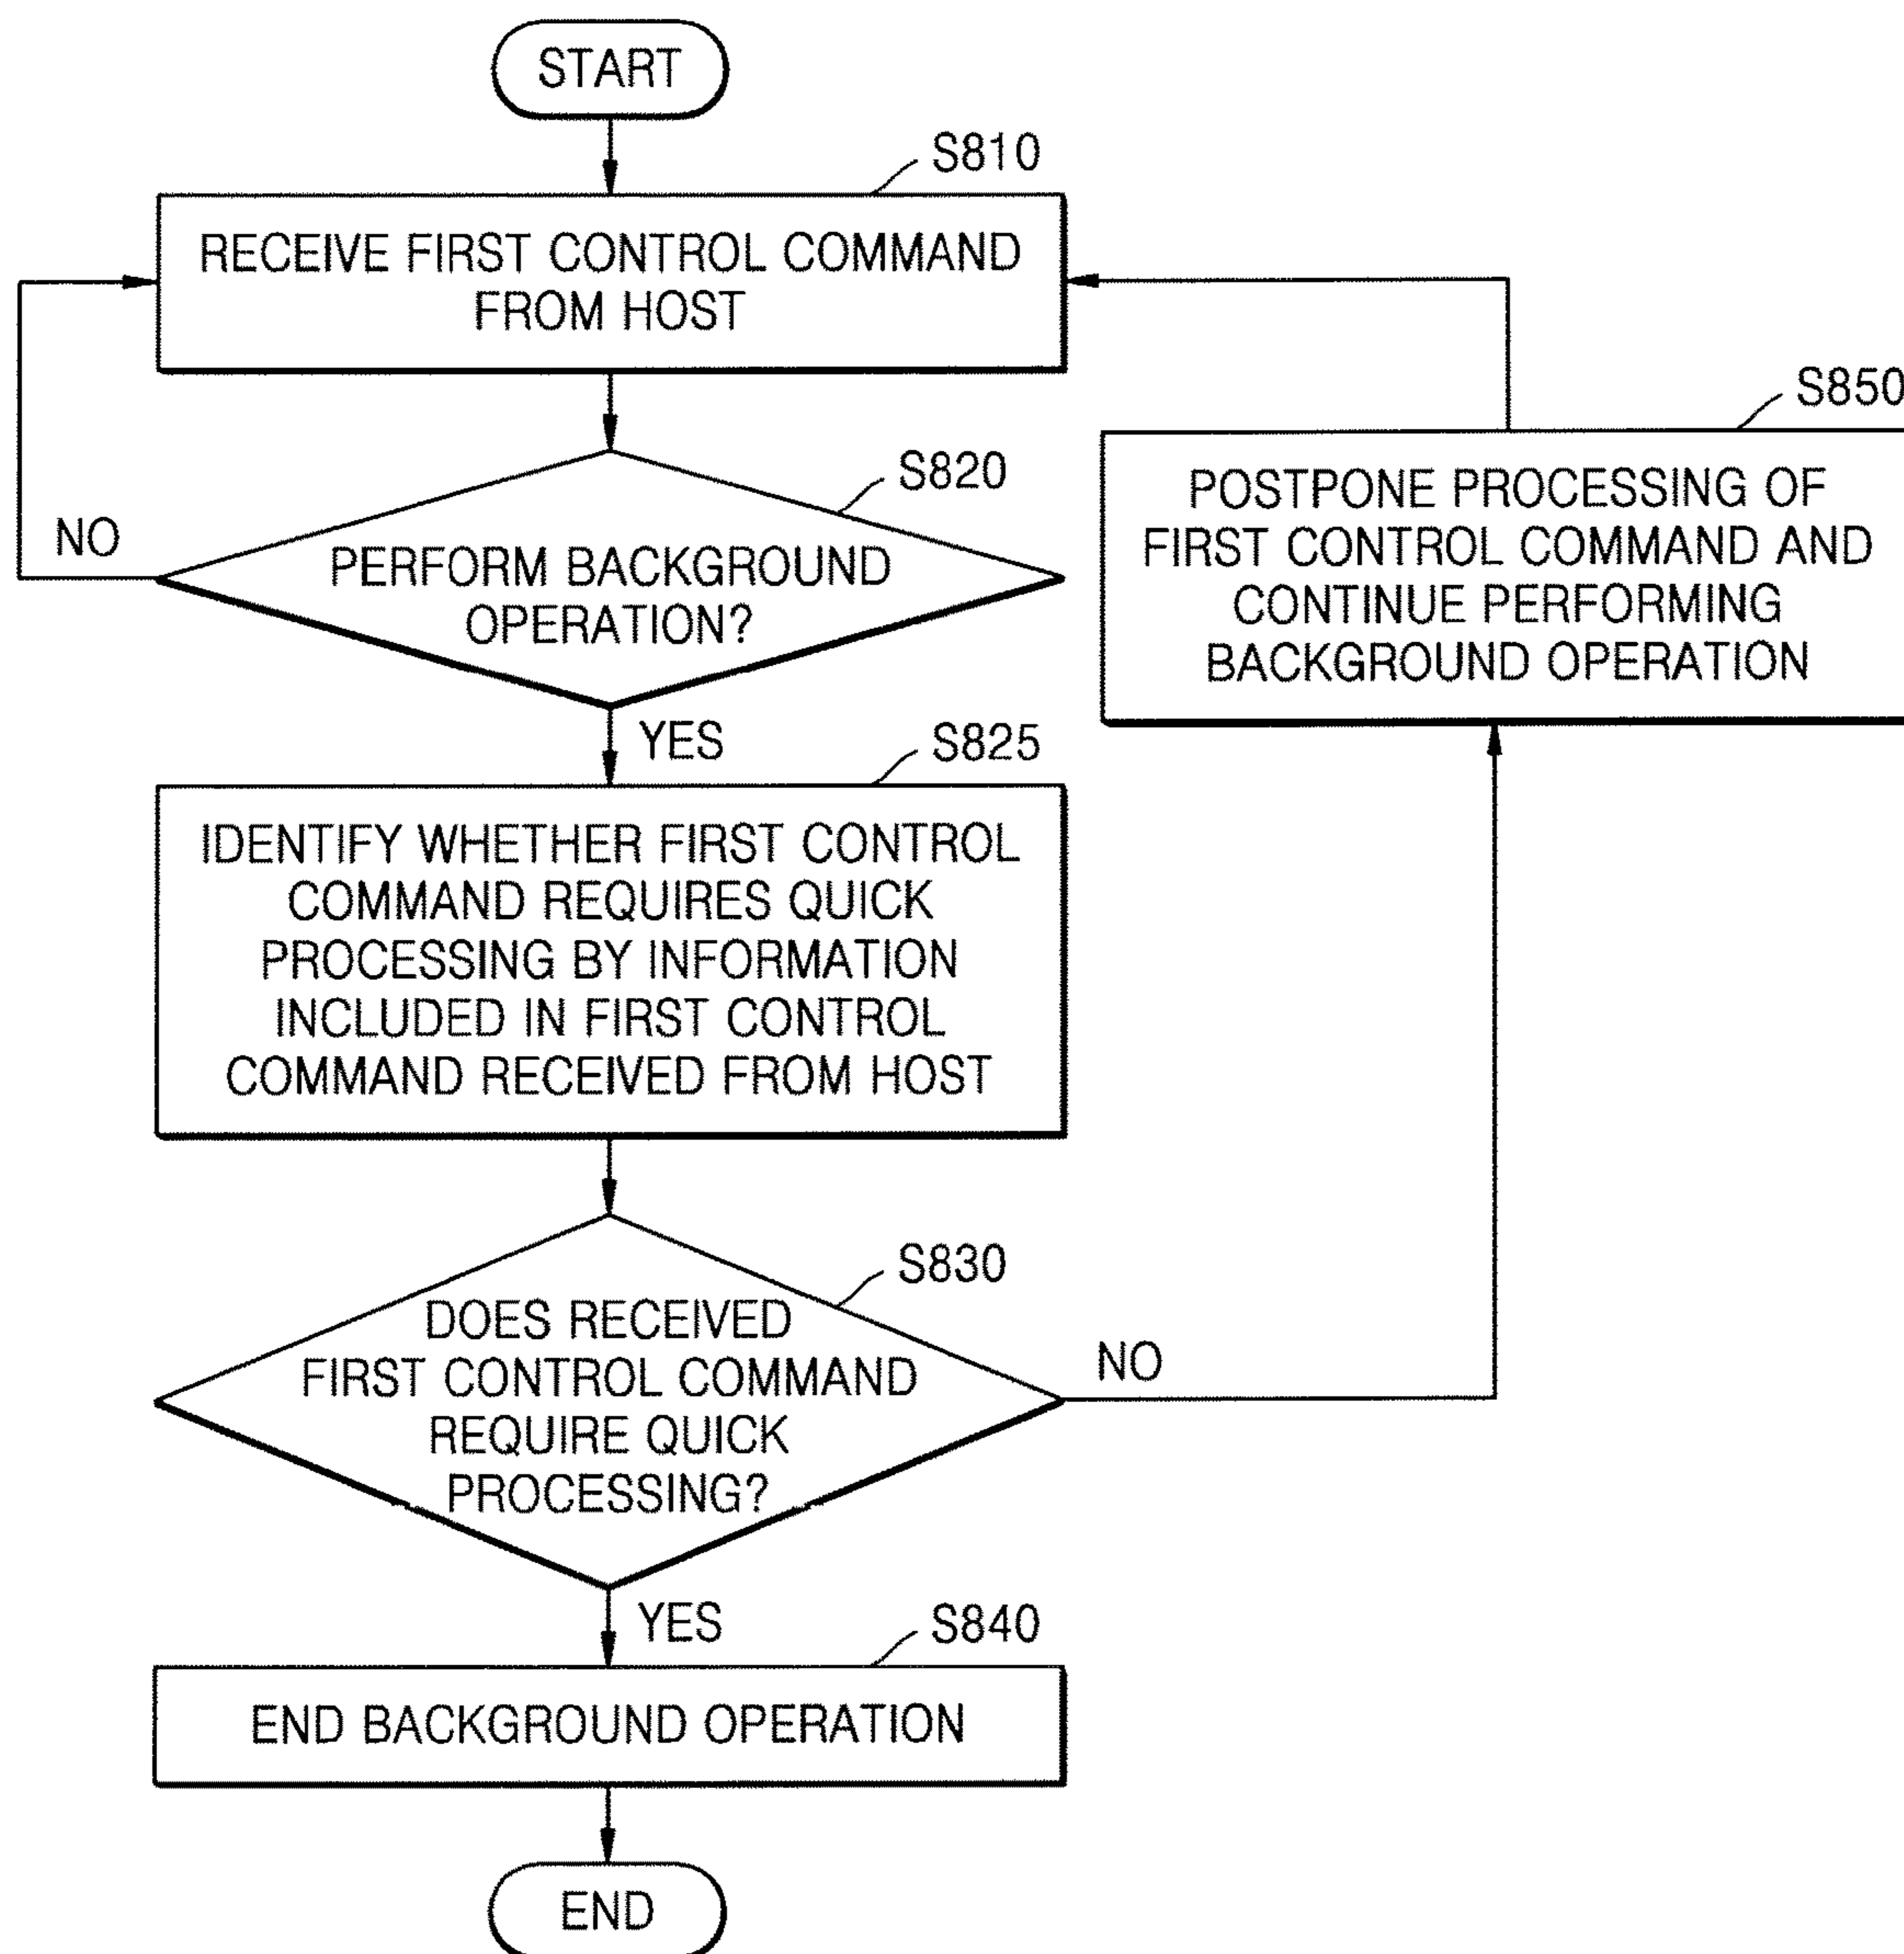 START
S810
RECEIVE FIRST CONTROL COMMAND
FROM HOST
S820
PERFORM BACKGROUND
OPERATION?
NO
YES
S825
IDENTIFY WHETHER FIRST CONTROL
COMMAND REQUIRES QUICK
PROCESSING BY INFORMATION
INCLUDED IN FIRST CONTROL
COMMAND RECEIVED FROM HOST
S830
DOES RECEIVED
FIRST CONTROL COMMAND
REQUIRE QUICK
PROCESSING?
NO
YES
S840
END BACKGROUND OPERATION
END
S850
POSTPONE PROCESSING OF
FIRST CONTROL COMMAND AND
CONTINUE PERFORMING
BACKGROUND OPERATION